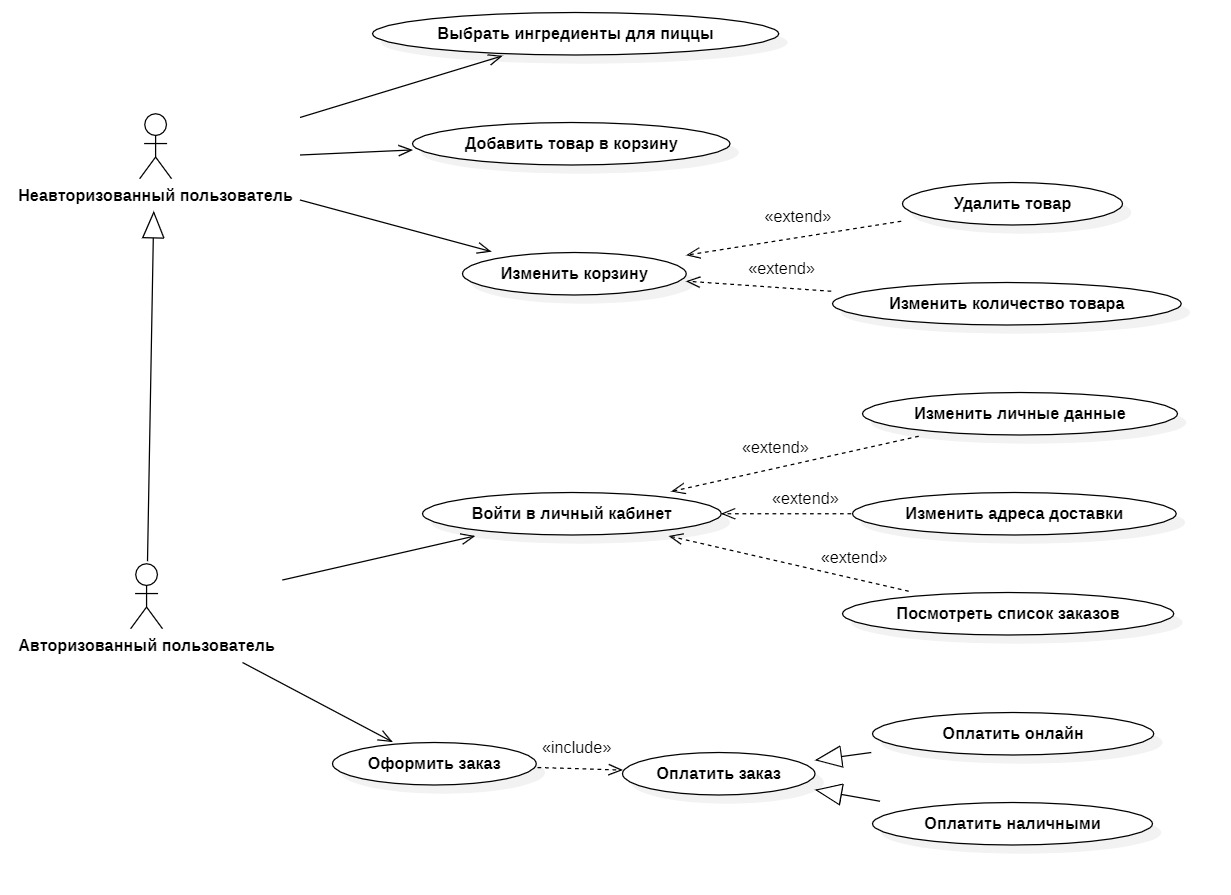 Выбрать ингредиенты для пиццы
Добавить товар в корзину
Неавторизованный пользователь
Удалить товар
«extend»
Изменить корзину
«extend»
Изменить количество товара
Изменить личные данные
«extend»
Войти в личный кабинет
«extend»
Изменить адреса доставки
«extend»
Посмотреть список заказов
Авторизованный пользователь
Оформить заказ
«include»
Оплатить заказ
Оплатить онлайн
Оплатить наличными